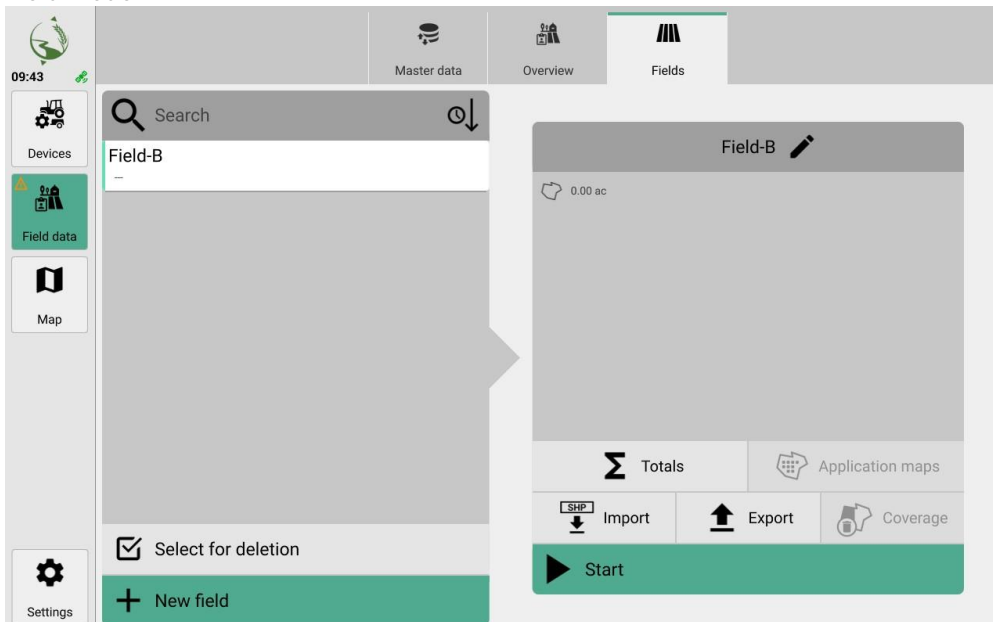 Master data
Overview
Fields
09:43
Devices
Field data
Map
Settings
Search
Field-B
–
Select for deletion
New field
Field-B
0.00 ac
Totals
Application maps
SHP
Import
Export
Coverage
Start